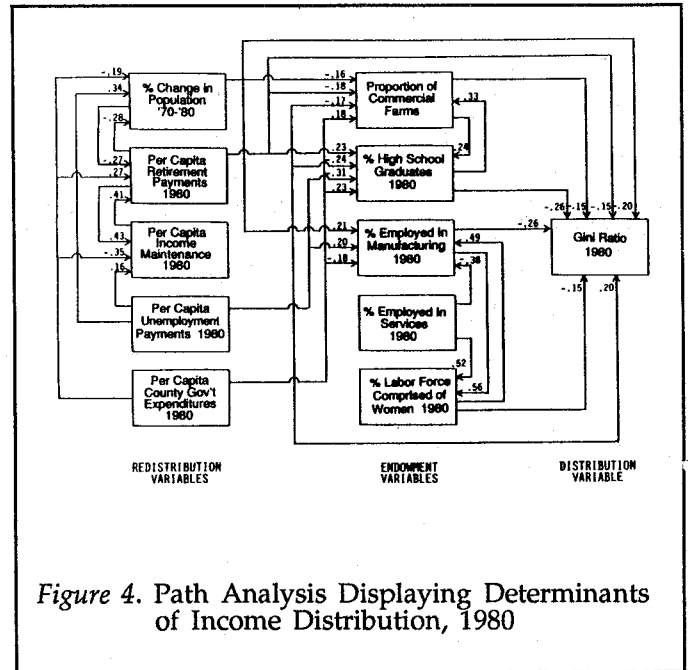 -.19
.34
% Change in
Population
'70-'80
-.28
-.27
.27
Per Capita
Retirement
Payments
1980
.41
.43
-.35
.16
Per Capita
Income
Maintenance
1980
Per Capita
Unemployment
Payments 1980
Per Capita
County Gov't
Expenditures
1980
REDISTRIBUTION
VARIABLES
-.16
-.18
-.17
.18
Proportion of
Commercial
Farms
.33
.24
.23
-.24
-.31
.23
% High School
Graduates
1980
.21
.20
-.18
% Employed In
Manufacturing
1980
-.26
.49
-.38
% Employed In
Services
1980
.52
.56
% Labor Force
Comprised of
Women 1980
ENDOWMENT
VARIABLES
-.26
-.15
-.15
-.20
Gini Ratio
1980
-.15
.20
DISTRIBUTION
VARIABLE
Figure 4. Path Analysis Displaying Determinants
of Income Distribution, 1980